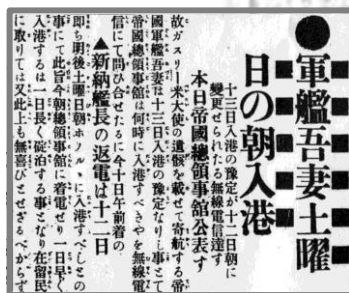 ●軍艦吾妻土曜
日の朝入港
十三日入港の豫定が十二日朝に
變更せられたる無線電信達す
本日帝國總領事館公表す
故ガスリー米大使の遺骸を載せて寄航する帝
國軍艦吾妻は十三日入港の豫定なりし事とて
帝國總領事館は何時に入港すべきやを無線電
信にて問ひ合せたるに今十日午前着の
▲新納艦長の返電は十二日
即ち明後土曜日朝ホノルヽに入港すべしとの
事にて此旨今朝總領事館に着電せり一日早く
入港するは一日長く碇泊する事となり在留民
に取りては又此上も無喜びとせざるべからず